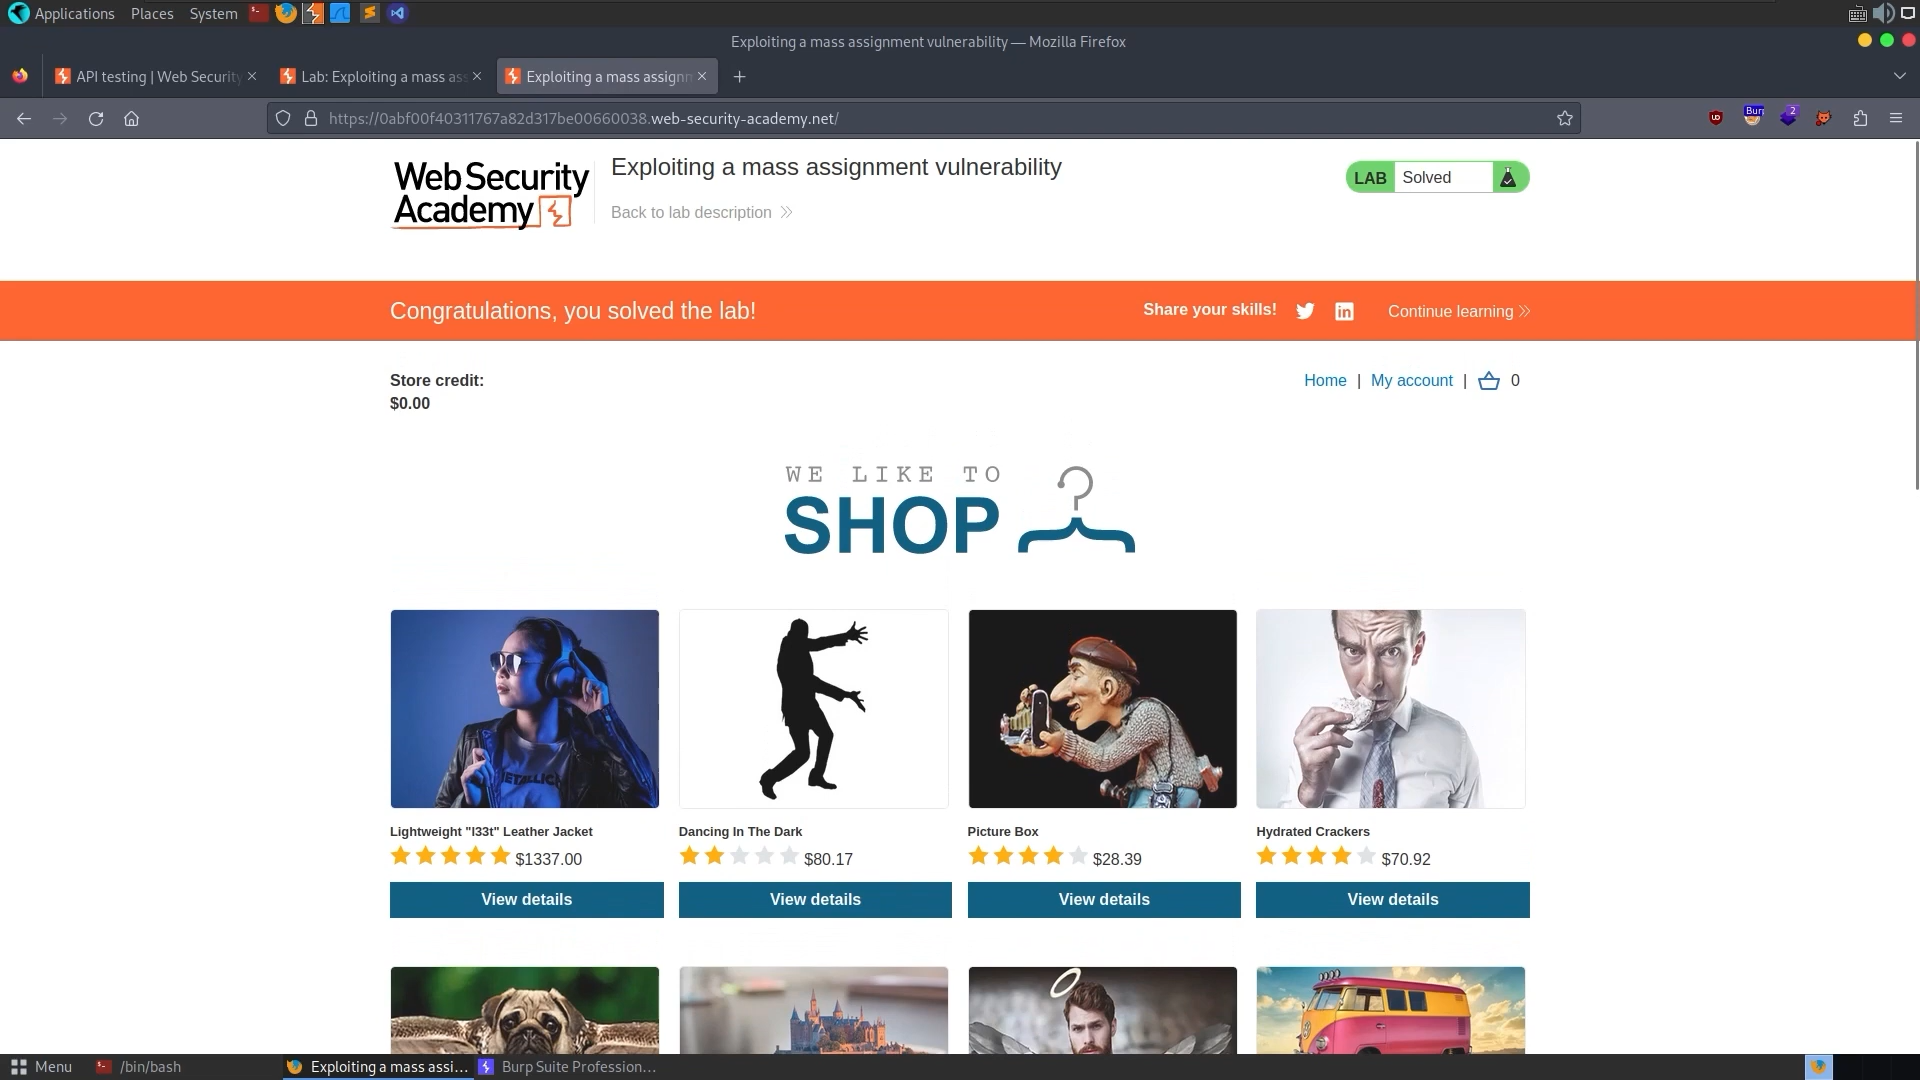 Applications Places System
Exploiting a mass assignment vulnerability — Mozilla Firefox
API testing | Web Security
Lab: Exploiting a mass as
Exploiting a mass assignm
https://0abf00f40311767a82d317be00660038.web-security-academy.net/
UD
Burp
2
Web Security
Academy
Exploiting a mass assignment vulnerability
Back to lab description
LAB Solved
Congratulations, you solved the lab!
Share your skills!
Continue learning
Store credit:
$0.00
Home | My account | 0
WE LIKE TO
SHOP
Lightweight "l33t" Leather Jacket
$1337.00
View details
Dancing In The Dark
$80.17
View details
Picture Box
$28.39
View details
Hydrated Crackers
$70.92
View details
Menu /bin/bash Exploiting a mass assi... Burp Suite Profession...